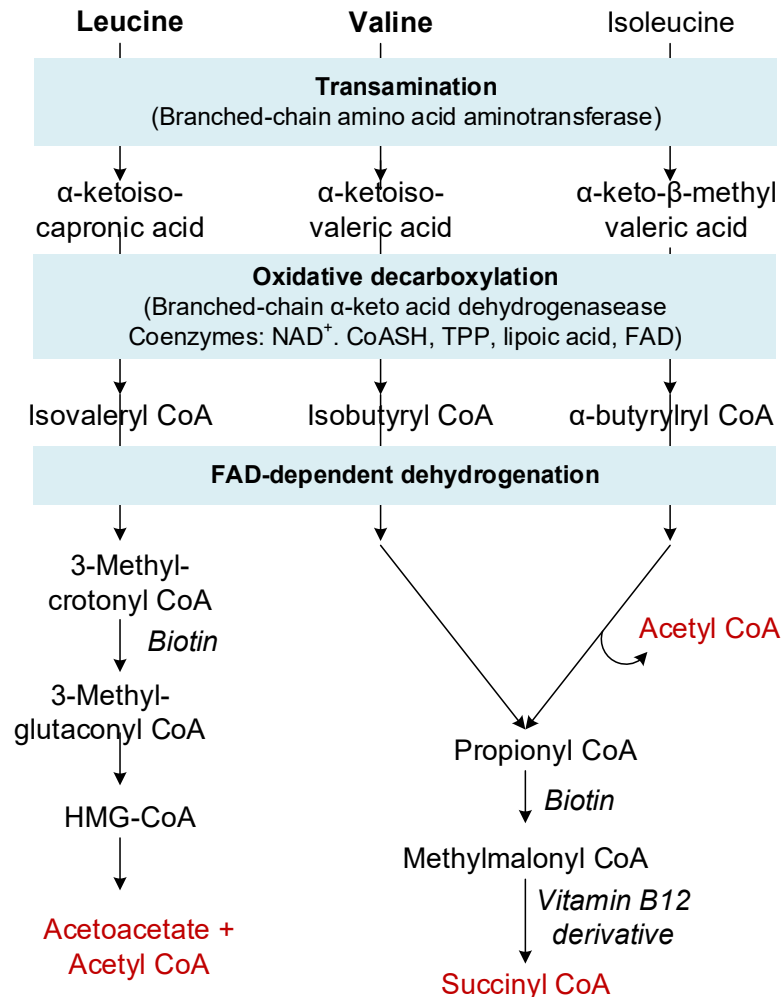 Leucine Valine Isoleucine
Transamination
(Branched-chain amino acid aminotransferase)
α-ketoiso- α-ketoiso- α-keto-β-methyl
capronic acid valeric acid valeric acid
Oxidative decarboxylation
(Branched-chain α-keto acid dehydrogenasease
Coenzymes: NAD⁺. CoASH, TPP, lipoic acid, FAD)
Isovaleryl CoA Isobutyryl CoA α-butyrylryl CoA
FAD-dependent dehydrogenation
3-Methyl-
crotonyl CoA
Acetyl CoA
Biotin
3-Methyl-
glutaconyl CoA
Propionyl CoA
Biotin
HMG-CoA
Methylmalonyl CoA
Vitamin B12
derivative
Acetoacetate +
Acetyl CoA
Succinyl CoA